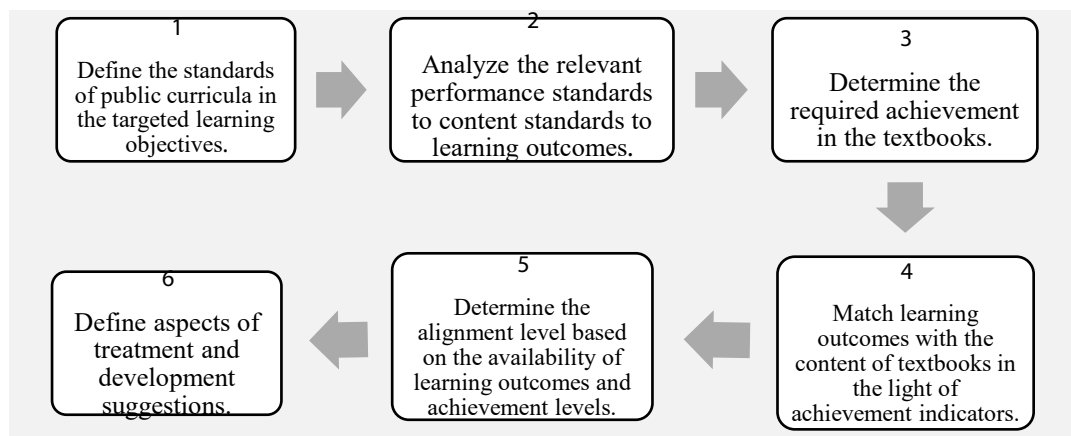 1
Define the standards
of public curricula in
the targeted learning
objectives.
2
Analyze the relevant
performance standards
to content standards to
learning outcomes.
3
Determine the
required achievement
in the textbooks.
4
Match learning
outcomes with the
content of textbooks in
the light of
achievement indicators.
5
Determine the
alignment level based
on the availability of
learning outcomes and
achievement levels.
6
Define aspects of
treatment and
development
suggestions.